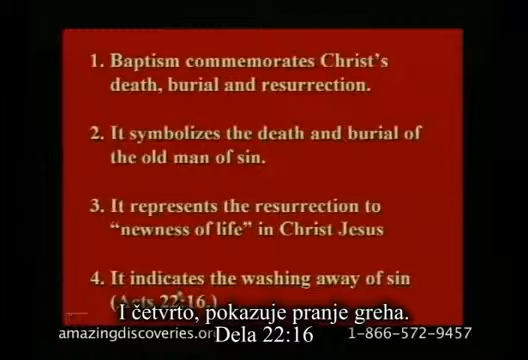 1. Baptism commemorates Christ's
death, burial and resurrection.
2. It symbolizes the death and burial of
the old man of sin.
3. It represents the resurrection to
“newness of life” in Christ Jesus
4. It indicates the washing away of sin
(Acts 22:16.)
I četvrto, pokazuje pranje greha.
Dela 22:16
amazingdiscoveries.org
1-866-572-9457